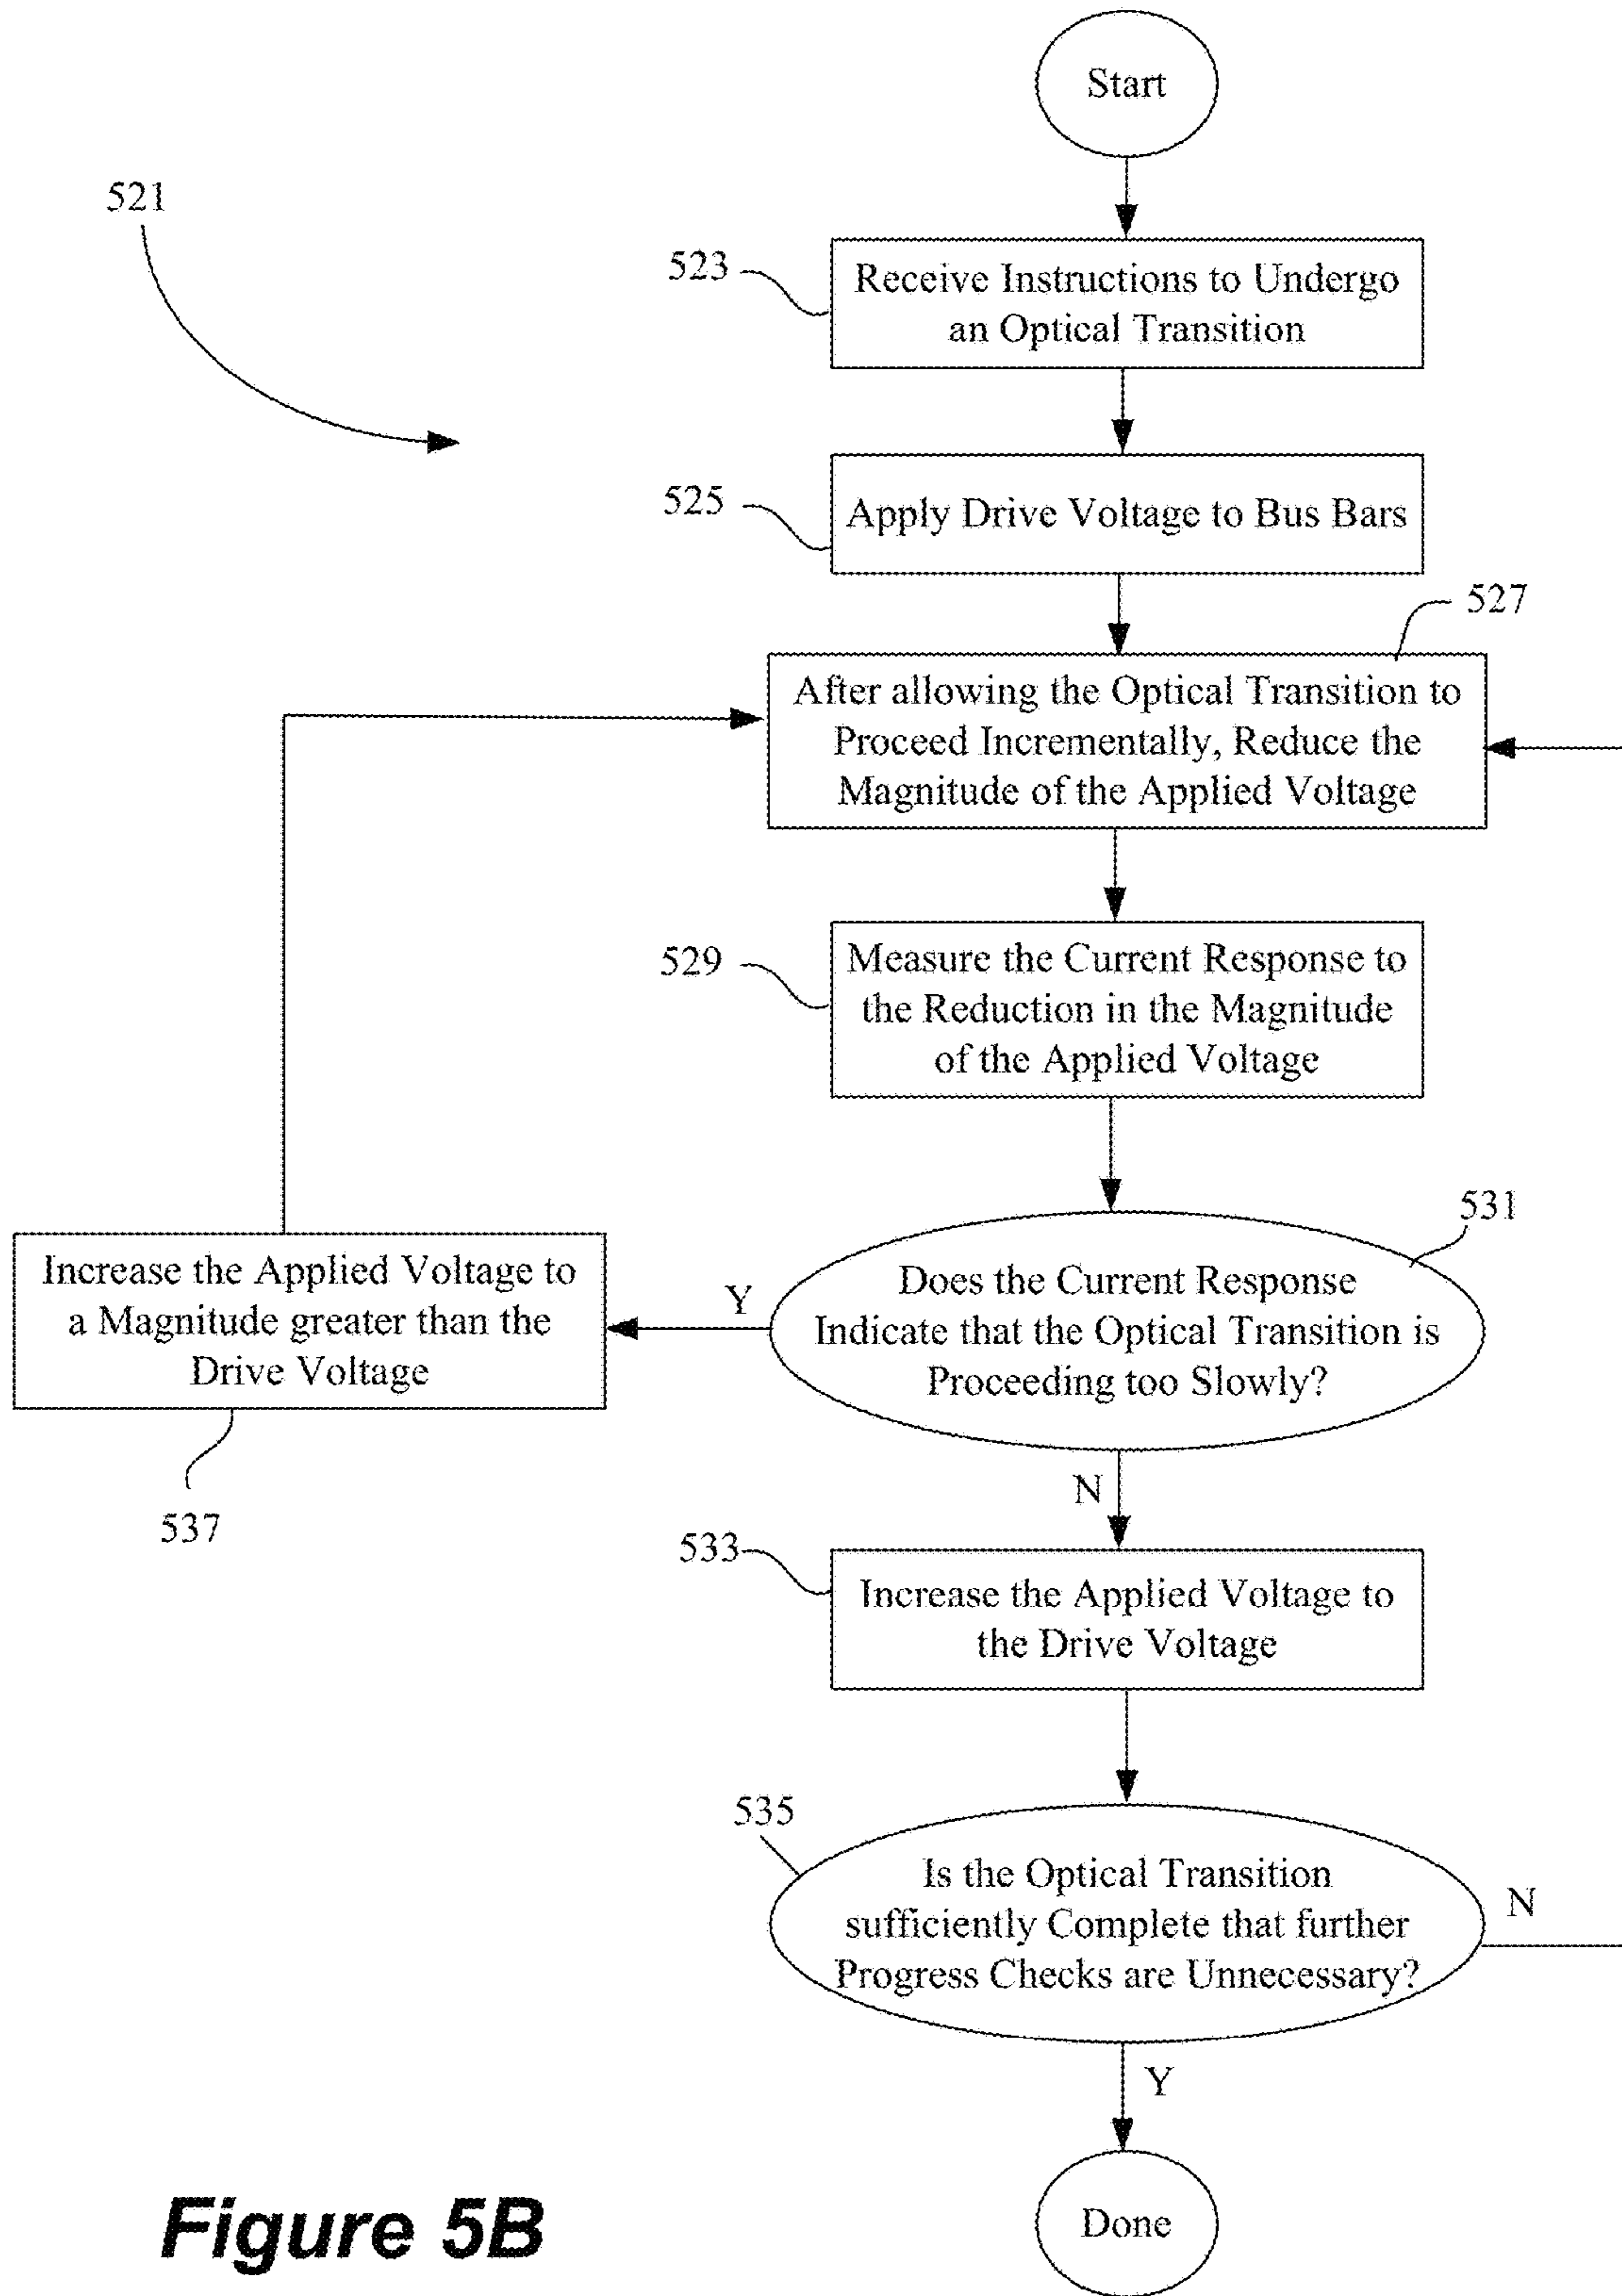 Start
521
523
Receive Instructions to Undergo
an Optical Transition
525
Apply Drive Voltage to Bus Bars
527
After allowing the Optical Transition to
Proceed Incrementally, Reduce the
Magnitude of the Applied Voltage
529
Measure the Current Response to
the Reduction in the Magnitude
of the Applied Voltage
531
Does the Current Response
Indicate that the Optical Transition is
Proceeding too Slowly?
Y
Increase the Applied Voltage to
a Magnitude greater than the
Drive Voltage
537
N
533
Increase the Applied Voltage to
the Drive Voltage
535
Is the Optical Transition
sufficiently Complete that further
Progress Checks are Unnecessary?
N
Y
Done
Figure 5B